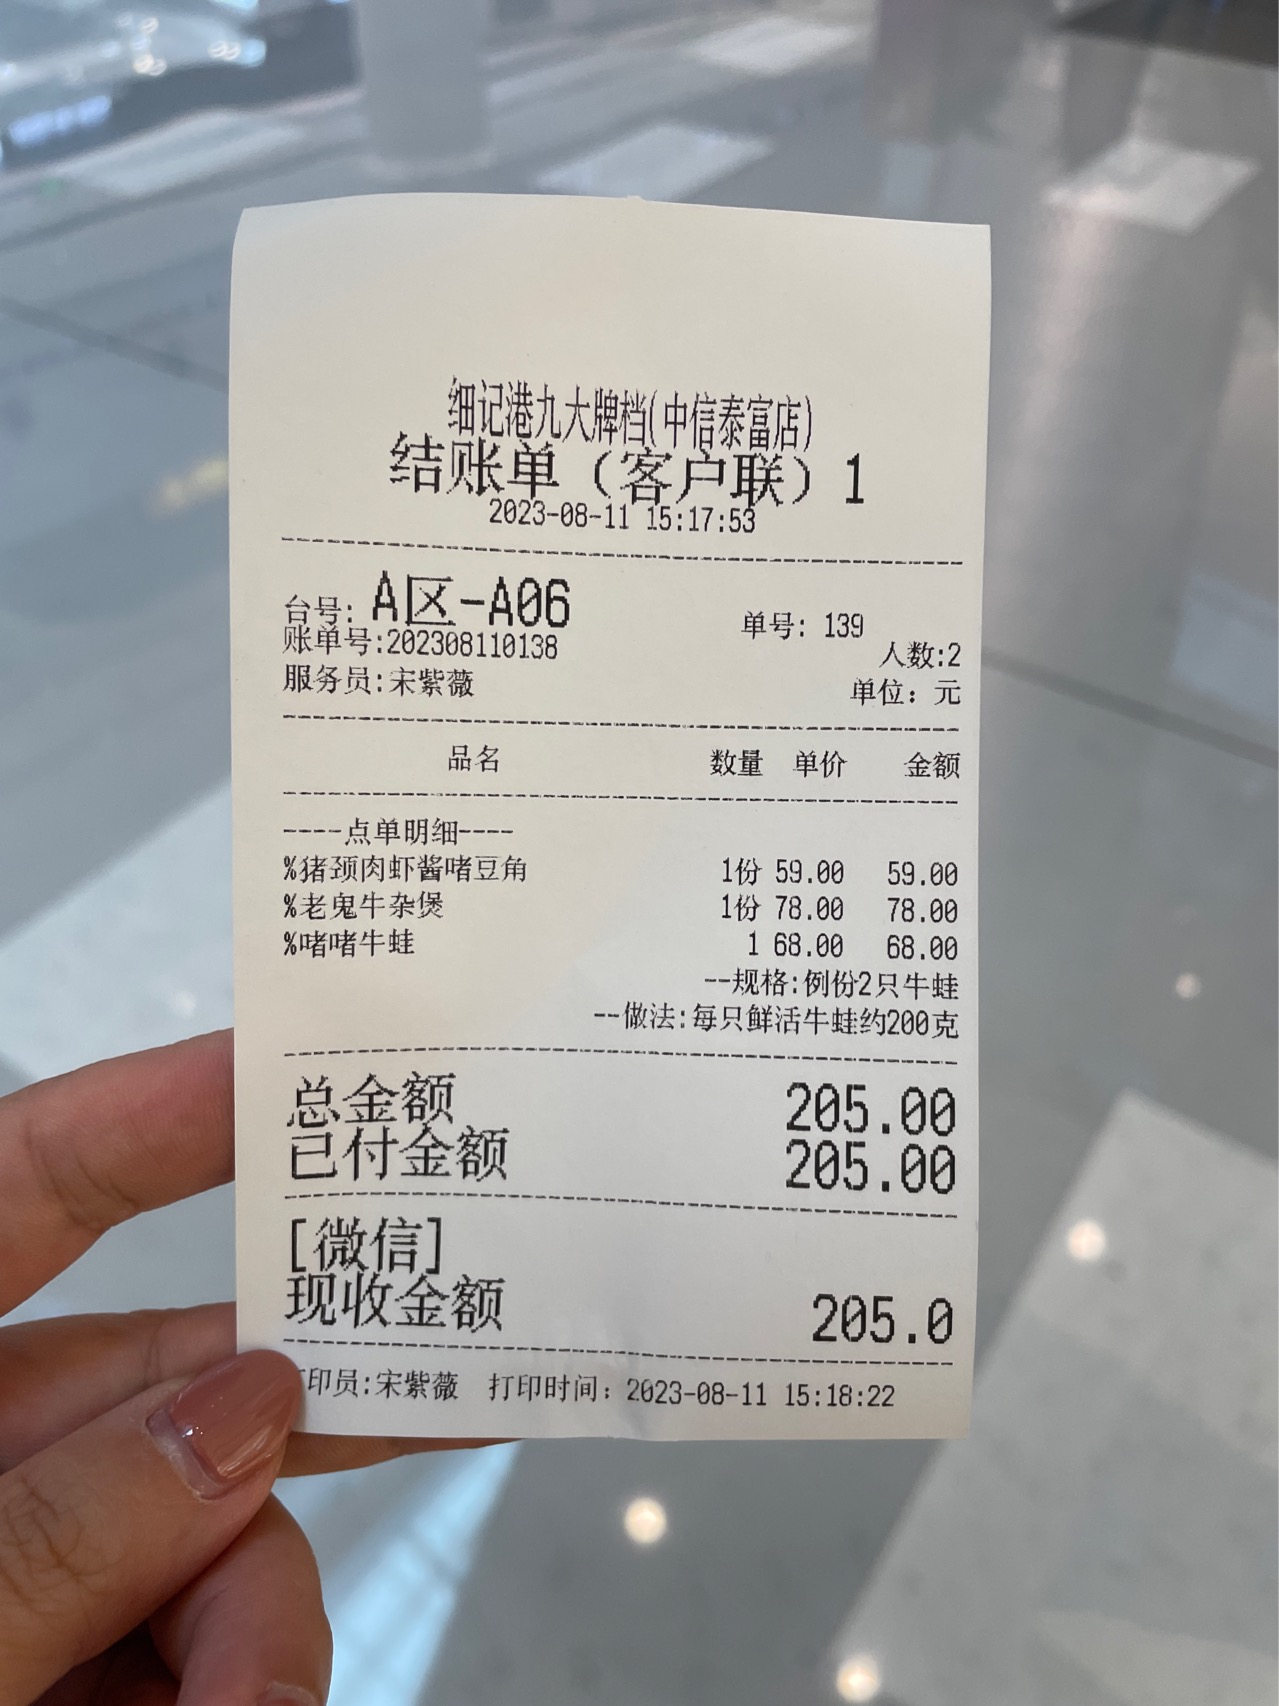 细记港九大牌档(中信泰富店)
结账单（客户联）1
2023-08-11 15:17:53
台号: A区-A06 单号: 139
账单号:202308110138 人数:2
服务员:宋紫薇 单位: 元
品名 数量 单价 金额
----点单明细----
%猪颈肉虾酱啫豆角 1份 59.00 59.00
%老鬼牛杂煲 1份 78.00 78.00
%啫啫牛蛙 1 68.00 68.00
--规格:例份2只牛蛙
--做法:每只鲜活牛蛙约200克
总金额 205.00
已付金额 205.00
[微信]
现收金额 205.0
印员:宋紫薇 打印时间: 2023-08-11 15:18:22